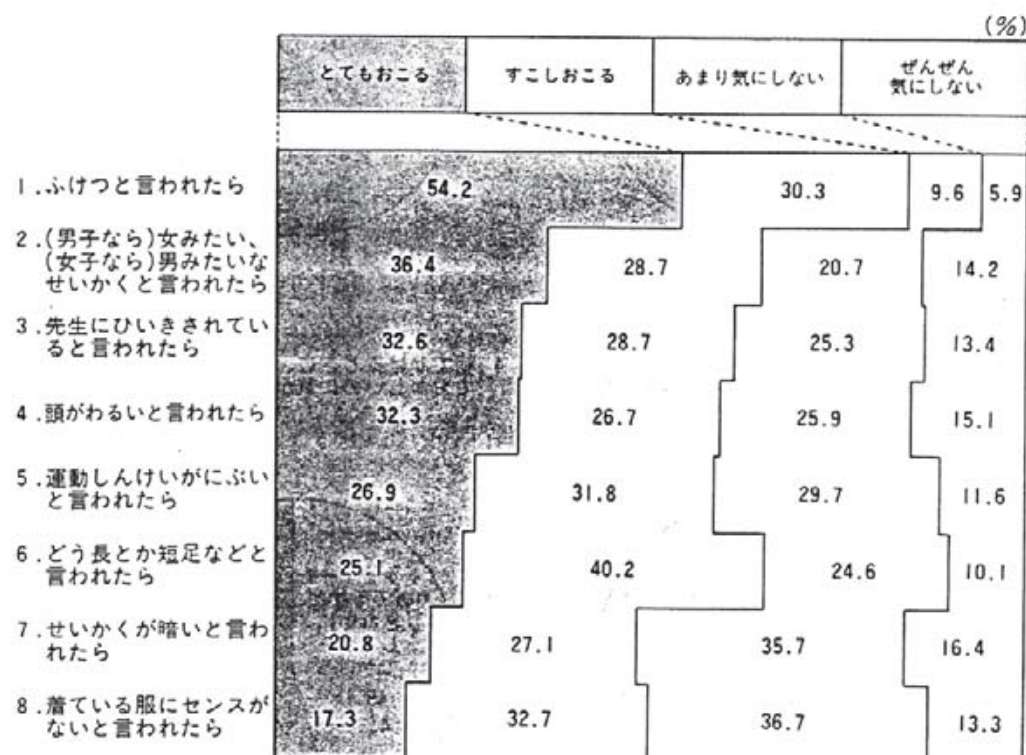 (%)
とてもおこる
すこしおこる
あまり気にしない
ぜんぜん
気にしない
1.ふけつと言われたら
54.2
30.3
9.6
5.9
2.(男子なら)女みたい、
(女子なら)男みたいな
せいかくと言われたら
36.4
28.7
20.7
14.2
3.先生にひいきされてい
ると言われたら
32.6
28.7
25.3
13.4
4.頭がわるいと言われたら
32.3
26.7
25.9
15.1
5.運動しんけいがにぶい
と言われたら
26.9
31.8
29.7
11.6
6.どう長とか短足などと
言われたら
25.1
40.2
24.6
10.1
7.せいかくが暗いと言わ
れたら
20.8
27.1
35.7
16.4
8.着ている服にセンスが
ないと言われたら
17.3
32.7
36.7
13.3